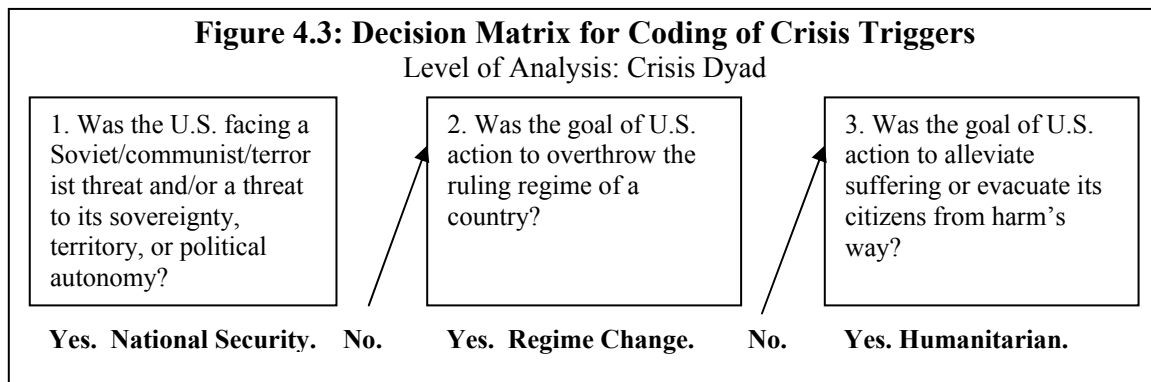 Figure 4.3: Decision Matrix for Coding of Crisis Triggers
Level of Analysis: Crisis Dyad
1. Was the U.S. facing a
Soviet/communist/terror
ist threat and/or a threat
to its sovereignty,
territory, or political
autonomy?
2. Was the goal of U.S.
action to overthrow the
ruling regime of a
country?
3. Was the goal of U.S.
action to alleviate
suffering or evacuate its
citizens from harm’s
way?
Yes. National Security. No. Yes. Regime Change. No. Yes. Humanitarian.